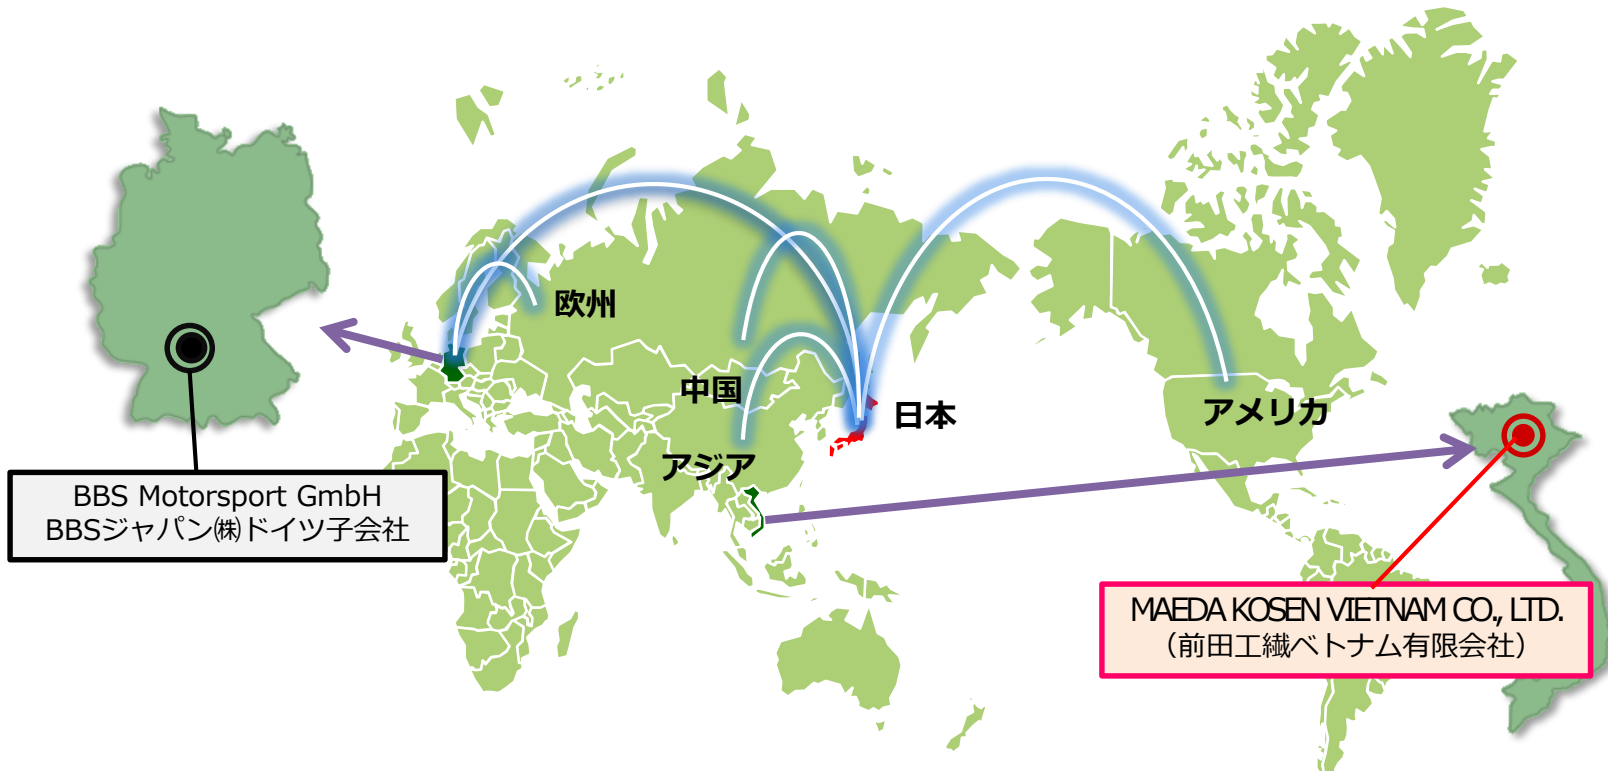 欧州
中国
日本
アメリカ
アジア
BBS Motorsport GmbH
BBSジャパン㈱ドイツ子会社
MAEDA KOSEN VIETNAM CO., LTD.
（前田工繊ベトナム有限会社）